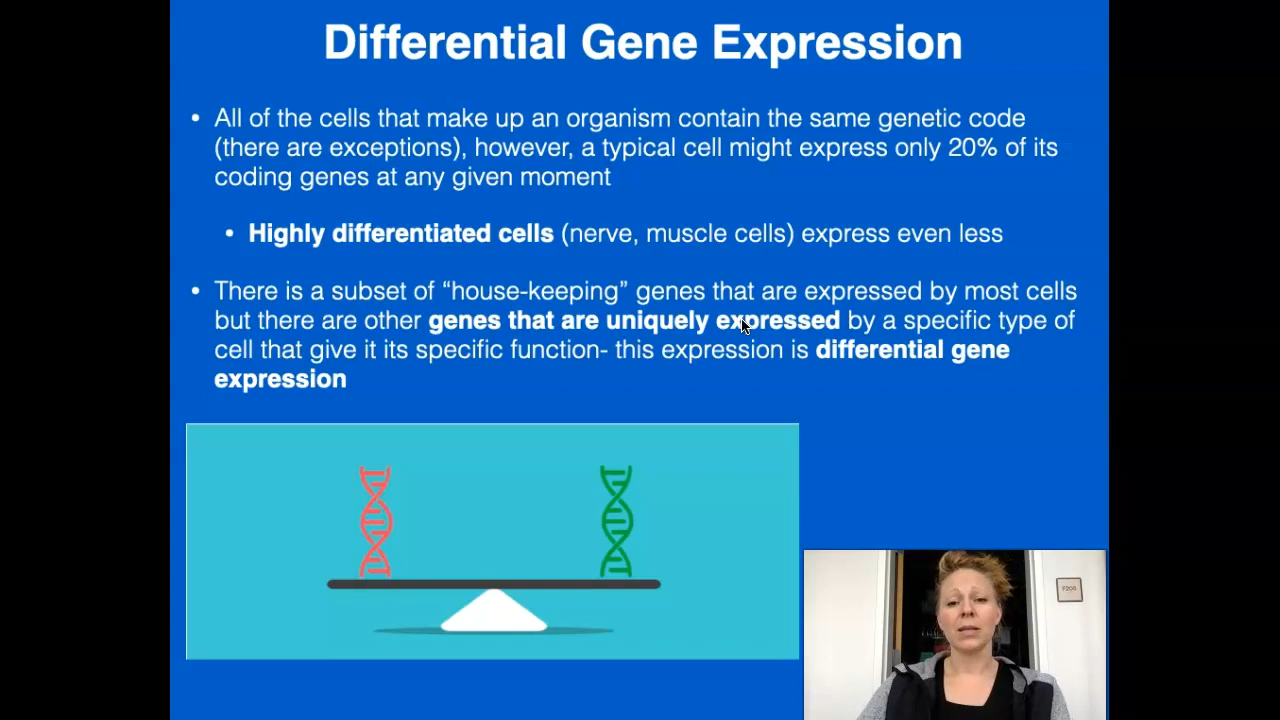 Differential Gene Expression
• All of the cells that make up an organism contain the same genetic code
(there are exceptions), however, a typical cell might express only 20% of its
coding genes at any given moment
• Highly differentiated cells (nerve, muscle cells) express even less
• There is a subset of “house-keeping” genes that are expressed by most cells
but there are other genes that are uniquely expressed by a specific type of
cell that give it its specific function- this expression is differential gene
expression